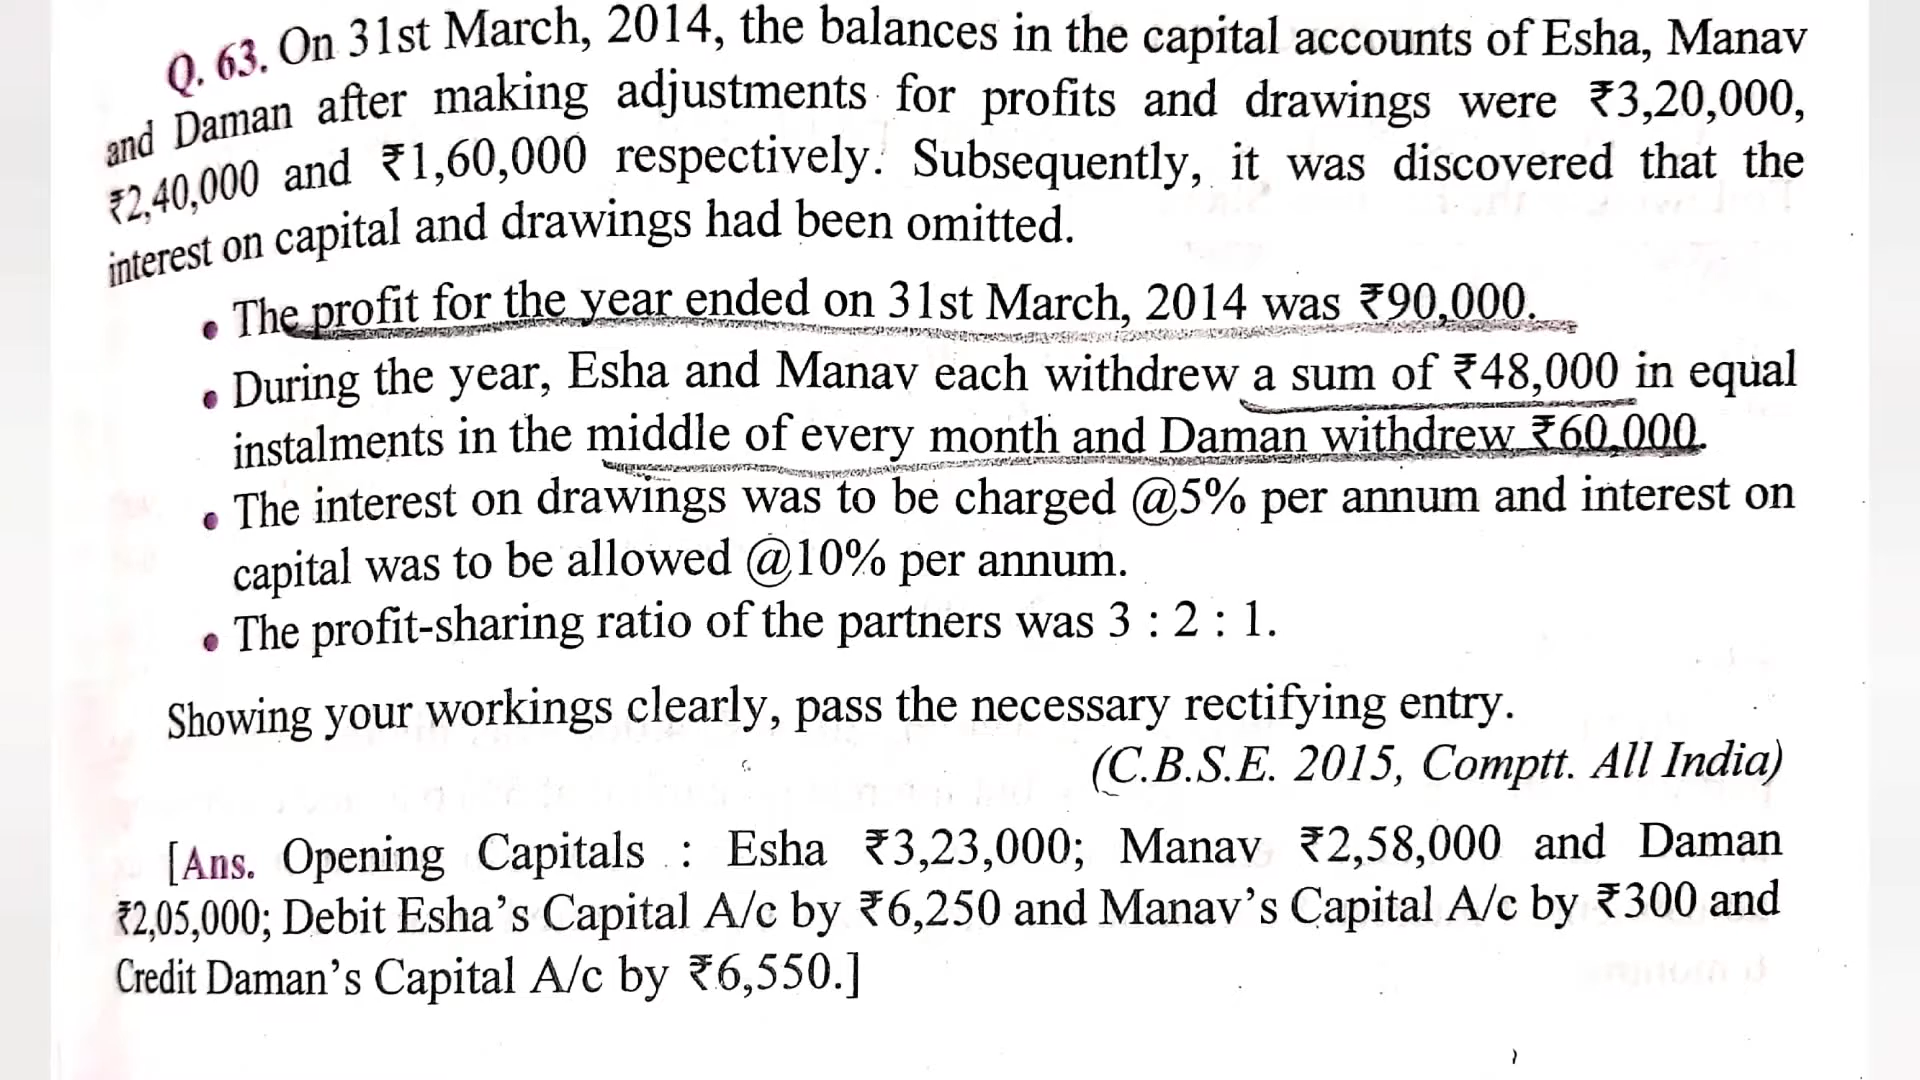 Q. 63. On 31st March, 2014, the balances in the capital accounts of Esha, Manav
and Daman after making adjustments for profits and drawings were ₹3,20,000,
₹2,40,000 and ₹1,60,000 respectively. Subsequently, it was discovered that the
interest on capital and drawings had been omitted.
• The profit for the year ended on 31st March, 2014 was ₹90,000.
• During the year, Esha and Manav each withdrew a sum of ₹48,000 in equal
instalments in the middle of every month and Daman withdrew ₹60,000.
• The interest on drawings was to be charged @5% per annum and interest on
capital was to be allowed @10% per annum.
• The profit-sharing ratio of the partners was 3 : 2 : 1.
Showing your workings clearly, pass the necessary rectifying entry.
(C.B.S.E. 2015, Comptt. All India)
[Ans. Opening Capitals : Esha ₹3,23,000; Manav ₹2,58,000 and Daman
₹2,05,000; Debit Esha's Capital A/c by ₹6,250 and Manav's Capital A/c by ₹300 and
Credit Daman's Capital A/c by ₹6,550.]